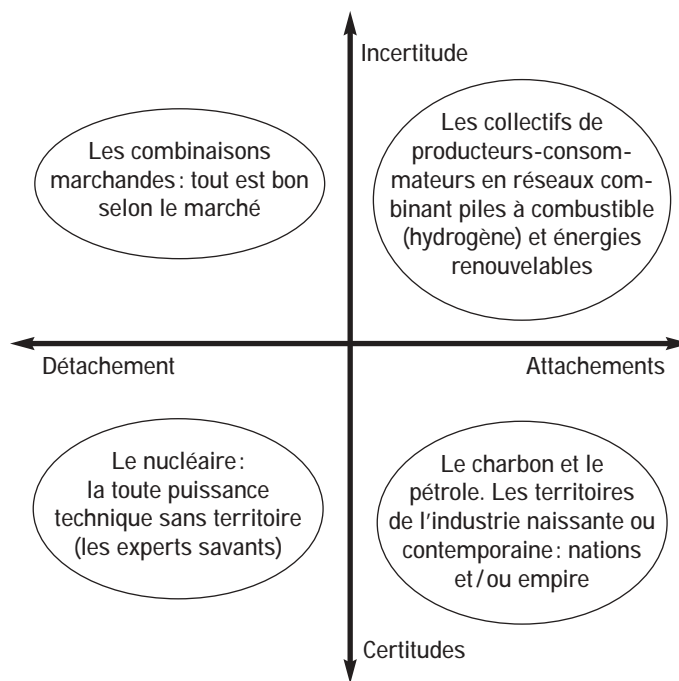 Incertitude
Les combinaisons
marchandes : tout est bon
selon le marché
Les collectifs de
producteurs-consom-
mateurs en réseaux com-
binant piles à combustible
(hydrogène) et énergies
renouvelables
Détachement
Attachements
Le nucléaire :
la toute puissance
technique sans territoire
(les experts savants)
Le charbon et le
pétrole. Les territoires
de l'industrie naissante ou
contemporaine : nations
et/ou empire
Certitudes